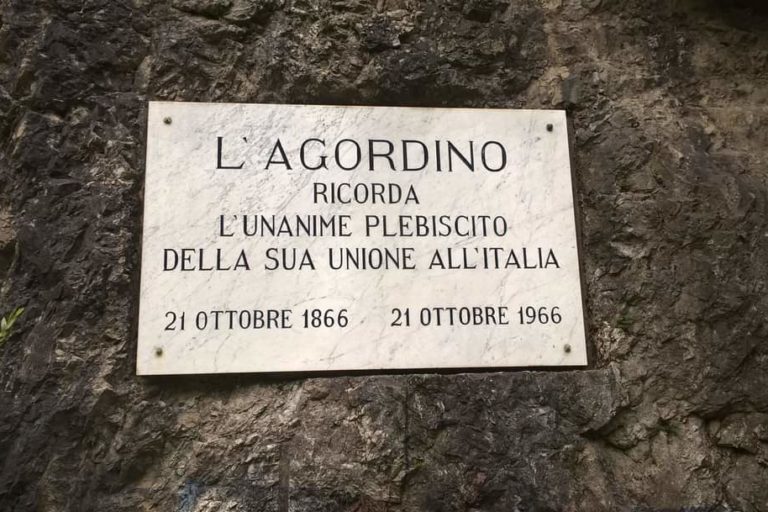 L'AGORDINO
RICORDA
L'UNANIME PLEBISCITO
DELLA SUA UNIONE ALL'ITALIA
21 OTTOBRE 1866 21 OTTOBRE 1966